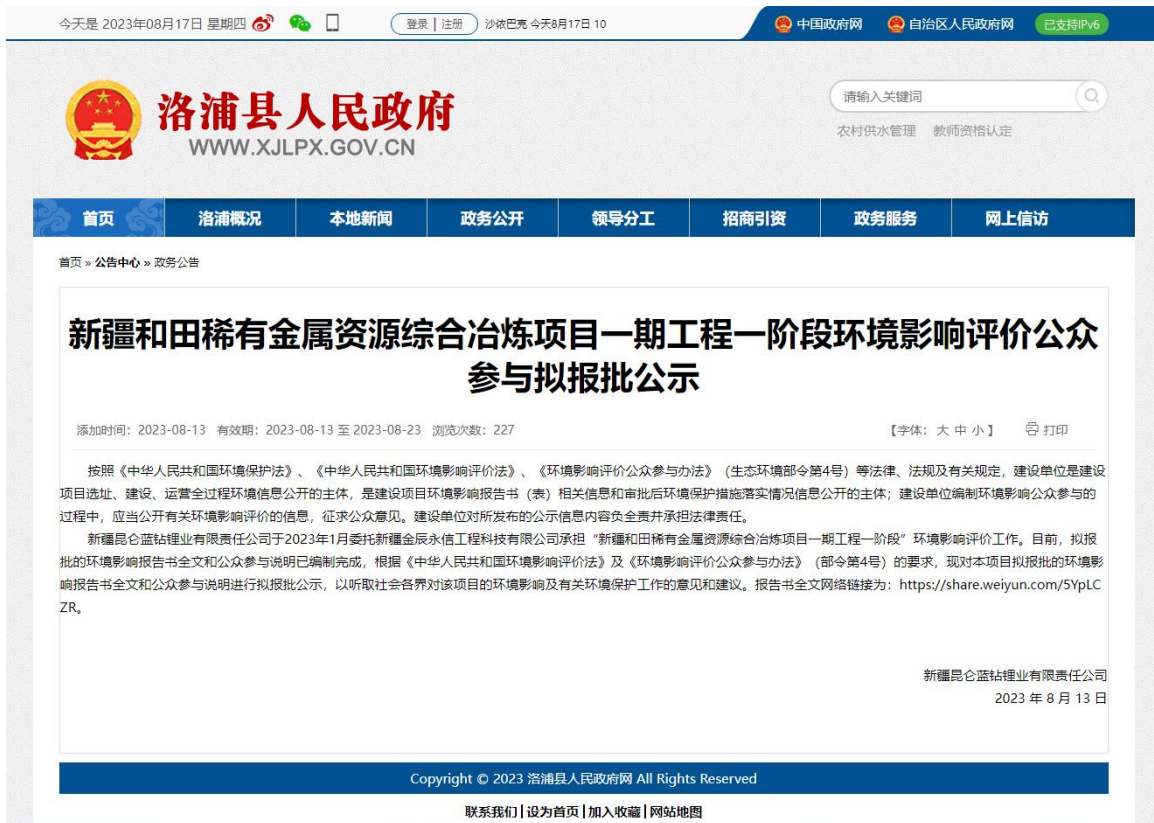 今天是 2023年08月17日 星期四
登录 | 注册
沙依巴克 今天8月17日 10
中国政府网
自治区人民政府网
已支持IPv6
洛浦县人民政府
WWW.XJLPX.GOV.CN
请输入关键词
农村供水管理 教师资格认定
首页 洛浦概况 本地新闻 政务公开 领导分工 招商引资 政务服务 网上信访
首页 » 公告中心 » 政务公告
新疆和田稀有金属资源综合冶炼项目一期工程一阶段环境影响评价公众
参与拟报批公示
添加时间：2023-08-13 有效期：2023-08-13 至 2023-08-23 浏览次数：227
【字体：大 中 小】 打印
按照《中华人民共和国环境保护法》、《中华人民共和国环境影响评价法》、《环境影响评价公众参与办法》（生态环境部令第4号）等法律、法规及有关规定，建设单位是建设
项目选址、建设、运营全过程环境信息公开的主体，是建设项目环境影响报告书（表）相关信息和审批后环境保护措施落实情况信息公开的主体；建设单位编制环境影响公众参与的
过程中，应当公开有关环境影响评价的信息，征求公众意见。建设单位对所发布的公示信息内容负全责并承担法律责任。
新疆昆仑蓝钻锂业有限责任公司于2023年1月委托新疆金辰永信工程科技有限公司承担“新疆和田稀有金属资源综合冶炼项目一期工程一阶段”环境影响评价工作。目前，拟报
批的环境影响报告书全文和公众参与说明已编制完成，根据《中华人民共和国环境影响评价法》及《环境影响评价公众参与办法》（部令第4号）的要求，现对本项目拟报批的环境影
响报告书全文和公众参与说明进行拟报批公示，以听取社会各界对该项目的环境影响及有关环境保护工作的意见和建议。报告书全文网络链接为：https://share.weiyun.com/5YpLC
ZR。
新疆昆仑蓝钻锂业有限责任公司
2023 年 8 月 13 日
Copyright © 2023 洛浦县人民政府网 All Rights Reserved
联系我们 | 设为首页 | 加入收藏 | 网站地图